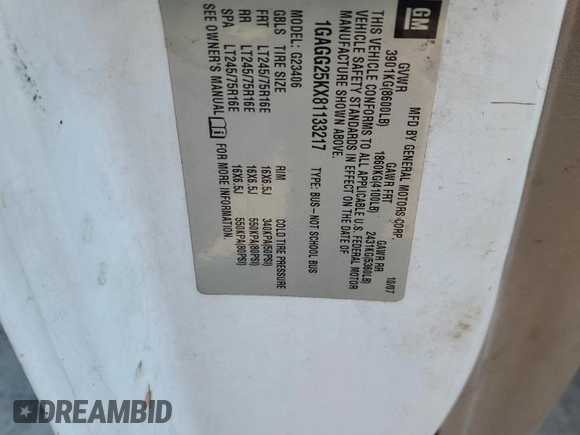 GM
MFD BY GENERAL MOTORS CORP. 10/07
GVWR GAWR FRT GAWR RR
3901KG(8600LB) 1860KG(4100LB) 2431KG(5360LB)
THIS VEHICLE CONFORMS TO ALL APPLICABLE U.S. FEDERAL MOTOR
VEHICLE SAFETY STANDARDS IN EFFECT ON THE DATE OF
MANUFACTURE SHOWN ABOVE.
1GAGG25KX81133217 TYPE: BUS–NOT SCHOOL BUS
MODEL: G23406
GBLS TIRE SIZE RIM COLD TIRE PRESSURE
FRT LT245/75R16E 16X6.5J 340KPA(50PSI)
RR LT245/75R16E 16X6.5J 550KPA(80PSI)
SPA LT245/75R16E 16X6.5J 550KPA(80PSI)
SEE OWNER'S MANUAL FOR MORE INFORMATION.
DREAMBID